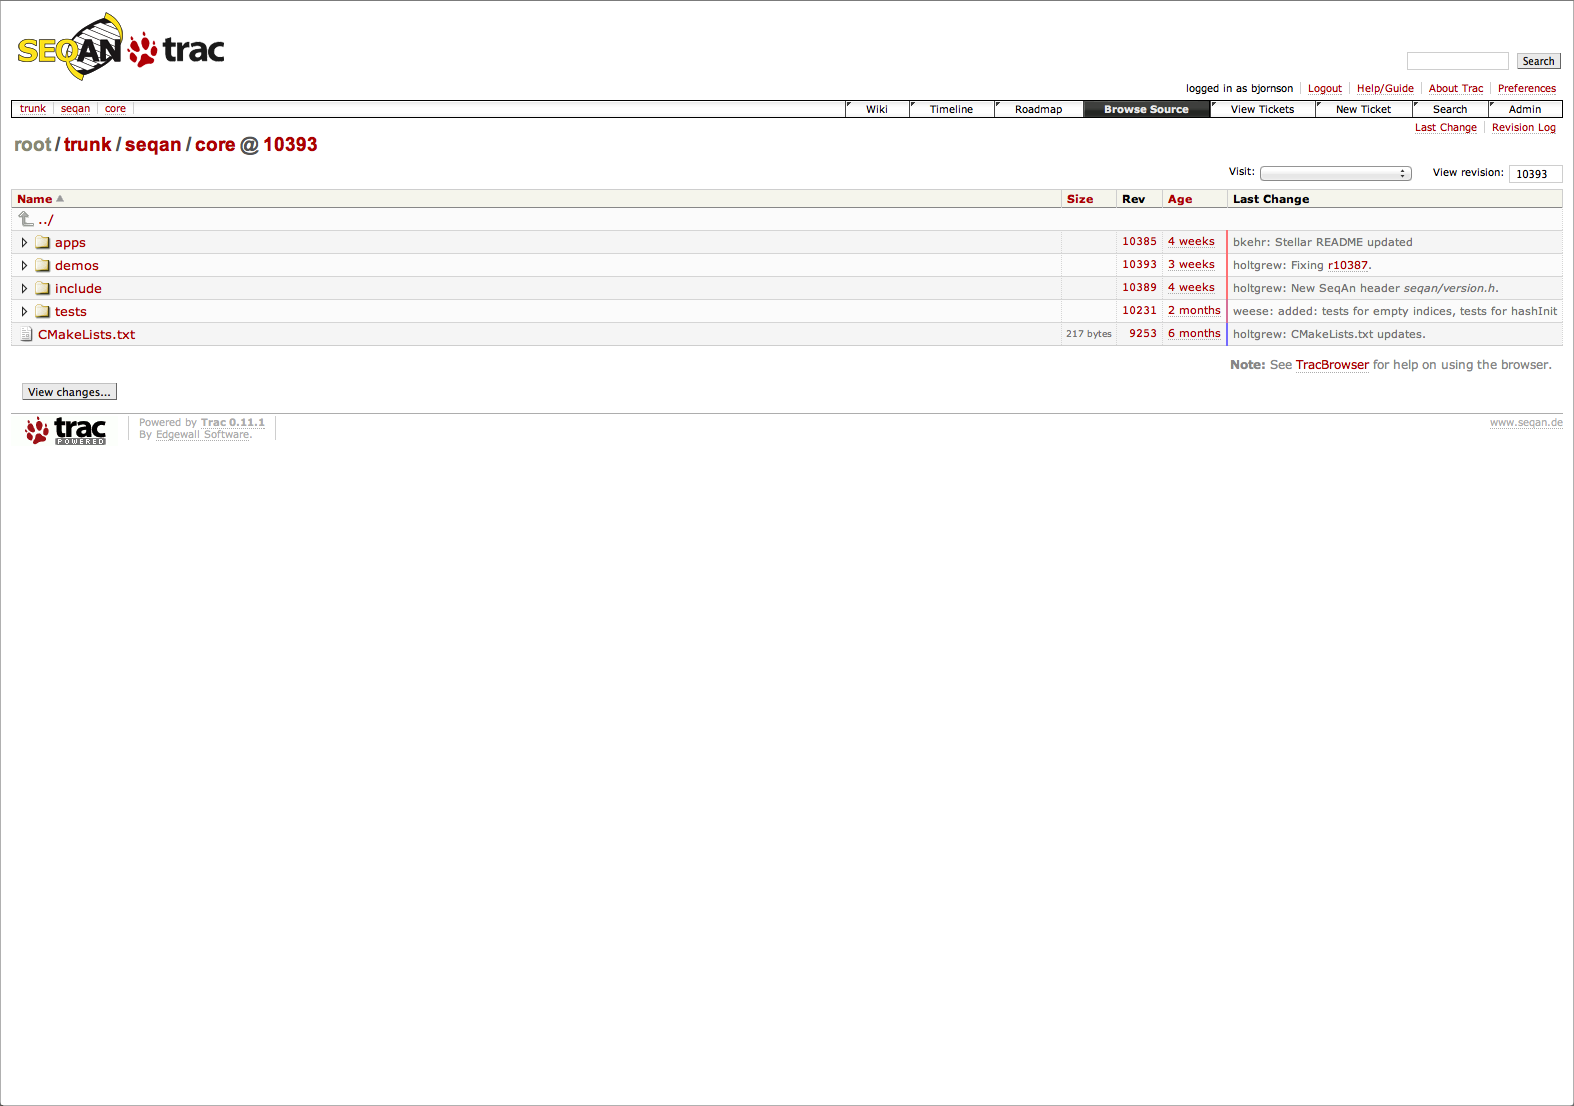 SEQAN trac
Search
logged in as bjornson Logout Help/Guide About Trac Preferences
trunk seqan core Wiki Timeline Roadmap Browse Source View Tickets New Ticket Search Admin
Last Change Revision Log
root / trunk / seqan / core @ 10393
Visit: View revision: 10393
Name Size Rev Age Last Change
../
apps 10385 4 weeks bkehr: Stellar README updated
demos 10393 3 weeks holtgrew: Fixing r10387.
include 10389 4 weeks holtgrew: New SeqAn header seqan/version.h.
tests 10231 2 months weese: added: tests for empty indices, tests for hashInit
CMakeLists.txt 217 bytes 9253 6 months holtgrew: CMakeLists.txt updates.
Note: See TracBrowser for help on using the browser.
View changes...
trac POWERED
Powered by Trac 0.11.1
By Edgewall Software.
www.seqan.de